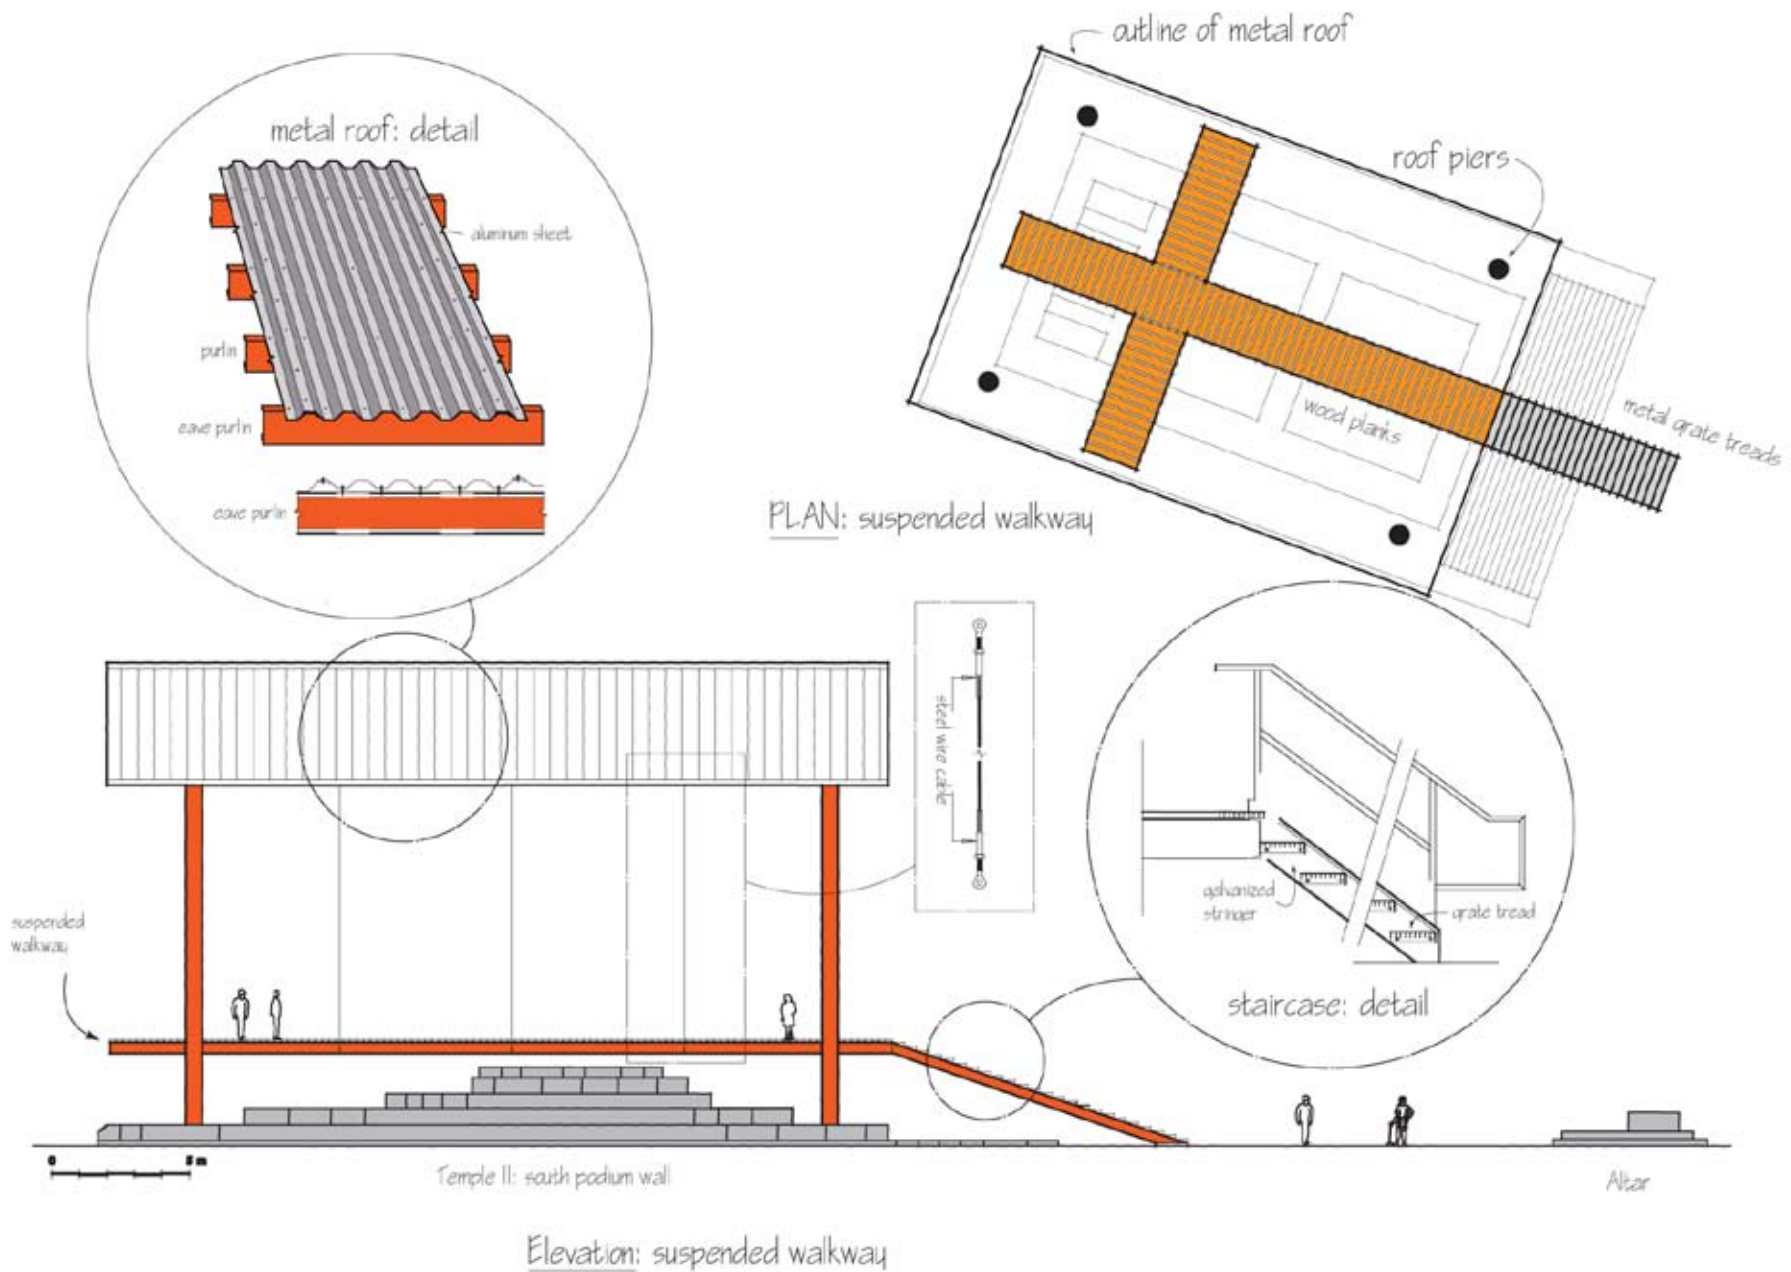 outline of metal roof
metal roof: detail
roof piers
aluminum sheet
purlin
eave purlin
wood planks
metal grate treads
eave purlin
PLAN: suspended walkway
steel wire cable
galvanized
stringer
grate tread
suspended
walkway
staircase: detail
0 5 m
Temple II: south podium wall
Altar
Elevation: suspended walkway